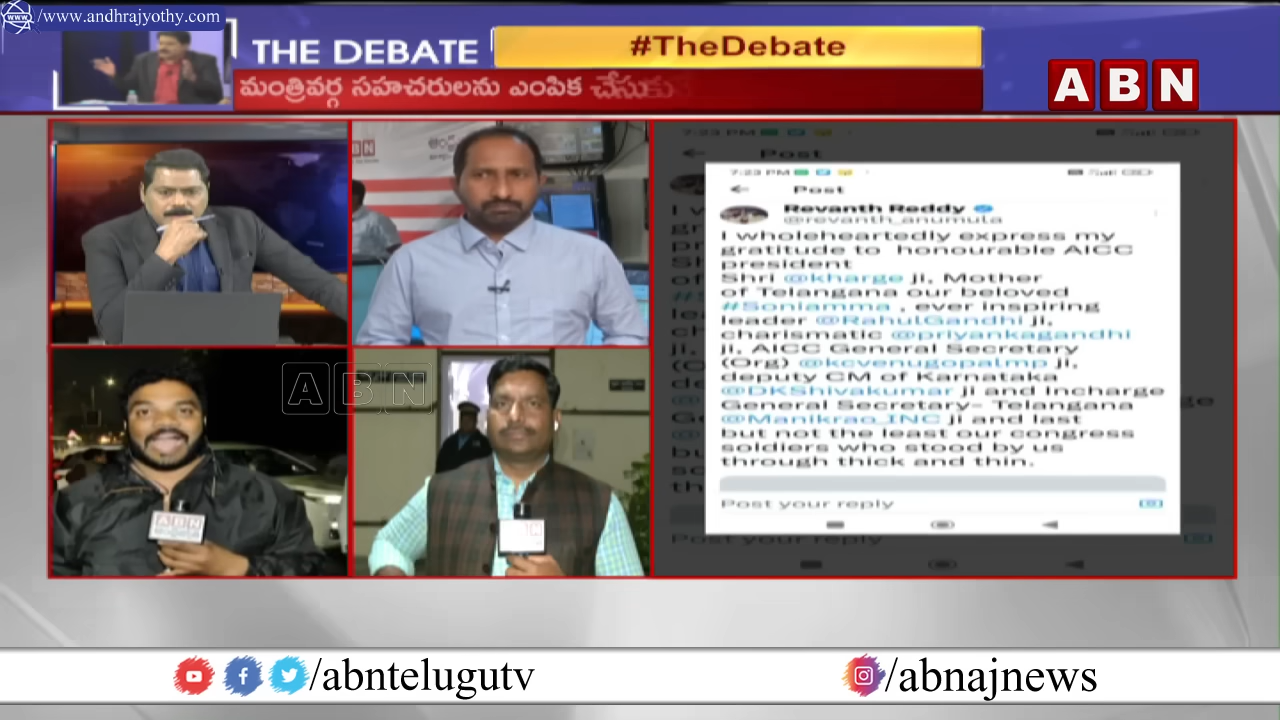 www /www.andhrajyothy.com
THE DEBATE
#TheDebate
మంత్రివర్గ సహచరులను ఎంపిక చేసుకు
ABN
7:23 PM
Post
Revanth Reddy
@revanth_anumula
I wholeheartedly express my
gratitude to honourable AICC
president
Shri @kharge ji, Mother
of Telangana our beloved
#Soniamma , ever inspiring
leader @RahulGandhi ji,
charismatic @priyankagandhi
ji, AICC General Secretary
(Org) @kcvenugopalmp ji,
deputy CM of Karnataka
@DKShivakumar ji and Incharge
General Secretary- Telangana
@Manikrao_INC ji and last
but not the least our congress
soldiers who stood by us
through thick and thin.
Post your reply
ABN
/abntelugutv
/abnajnews